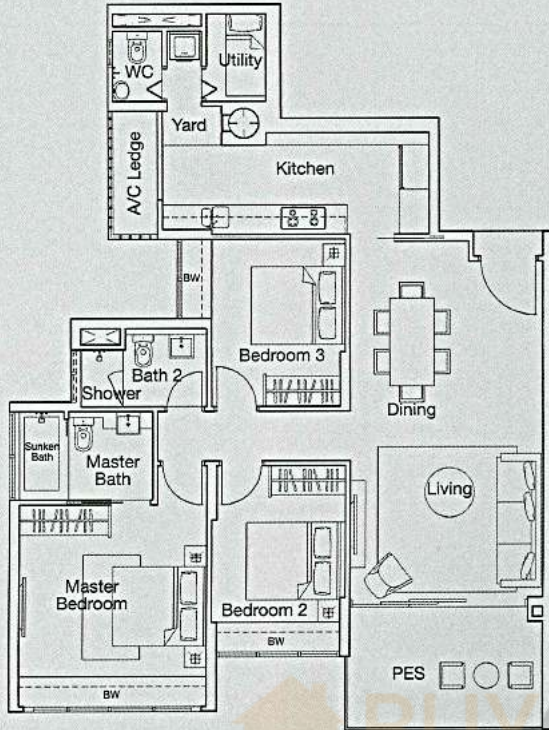 WC
Utility
Yard
A/C Ledge
Kitchen
BW
Bedroom 3
Bath 2
Shower
Dining
Sunken
Bath
Master
Bath
Living
Master
Bedroom
Bedroom 2
BW
PES
BW